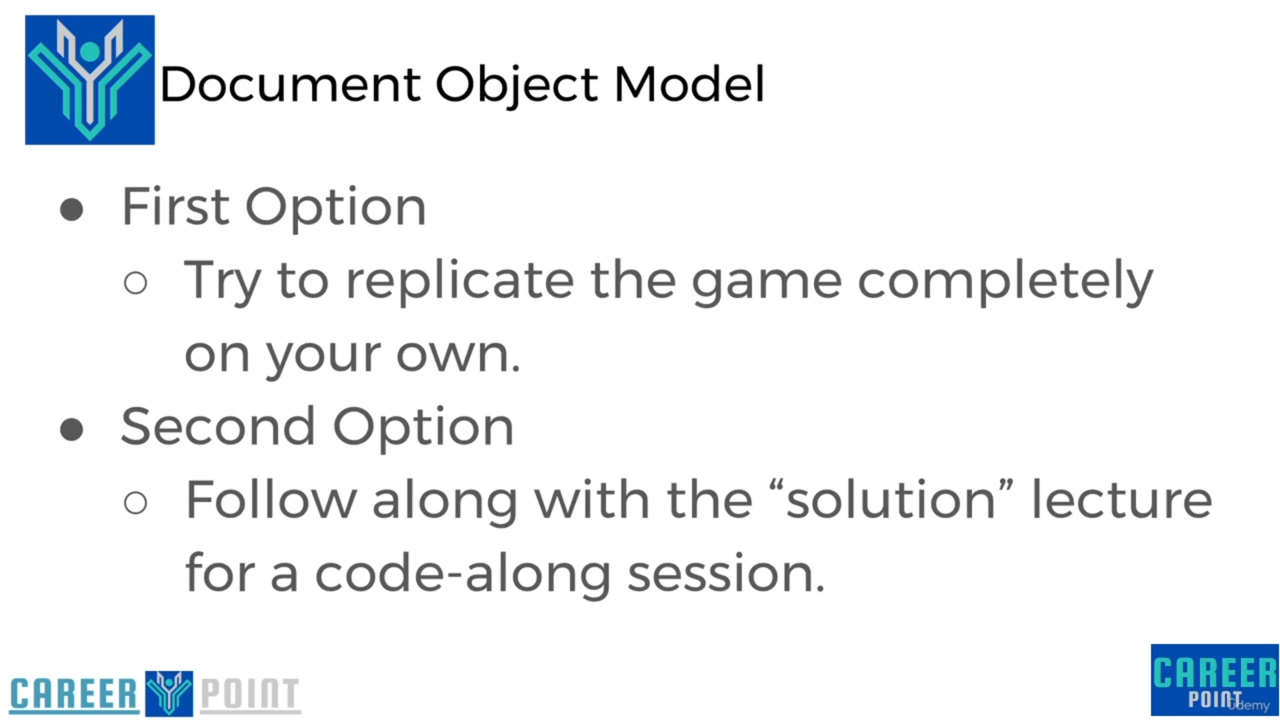 Document Object Model
● First Option
○ Try to replicate the game completely
on your own.
● Second Option
○ Follow along with the “solution” lecture
for a code-along session.
CAREER POINT
CAREER
POINT
ûdemy